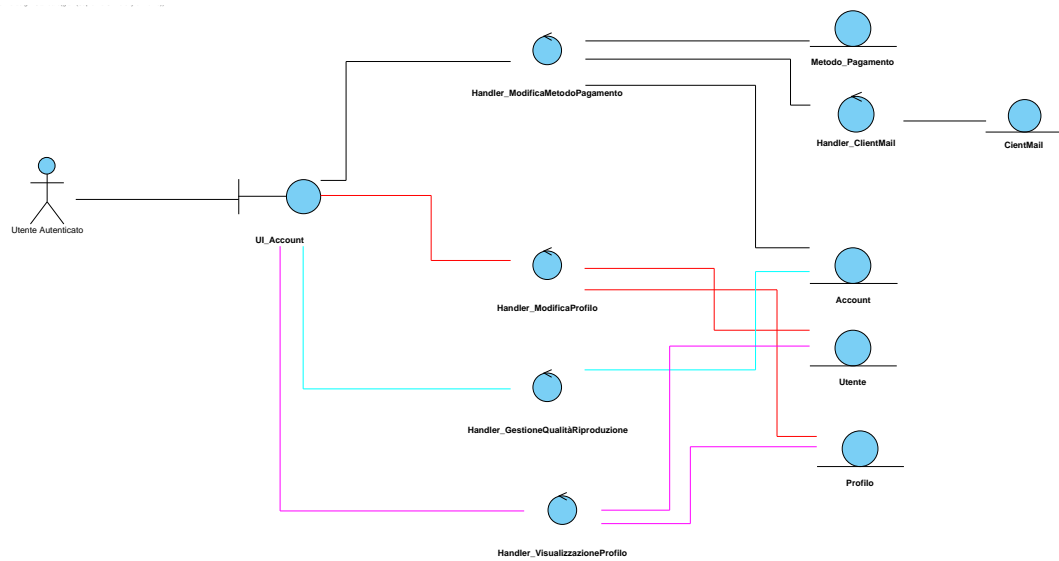 Metodo_Pagamento
Handler_ModificaMetodoPagamento
Handler_ClientMail
CientMail
Utente Autenticato
UI_Account
Handler_ModificaProfilo
Account
Utente
Handler_GestioneQualitàRiproduzione
Profilo
Handler_VisualizzazioneProfilo